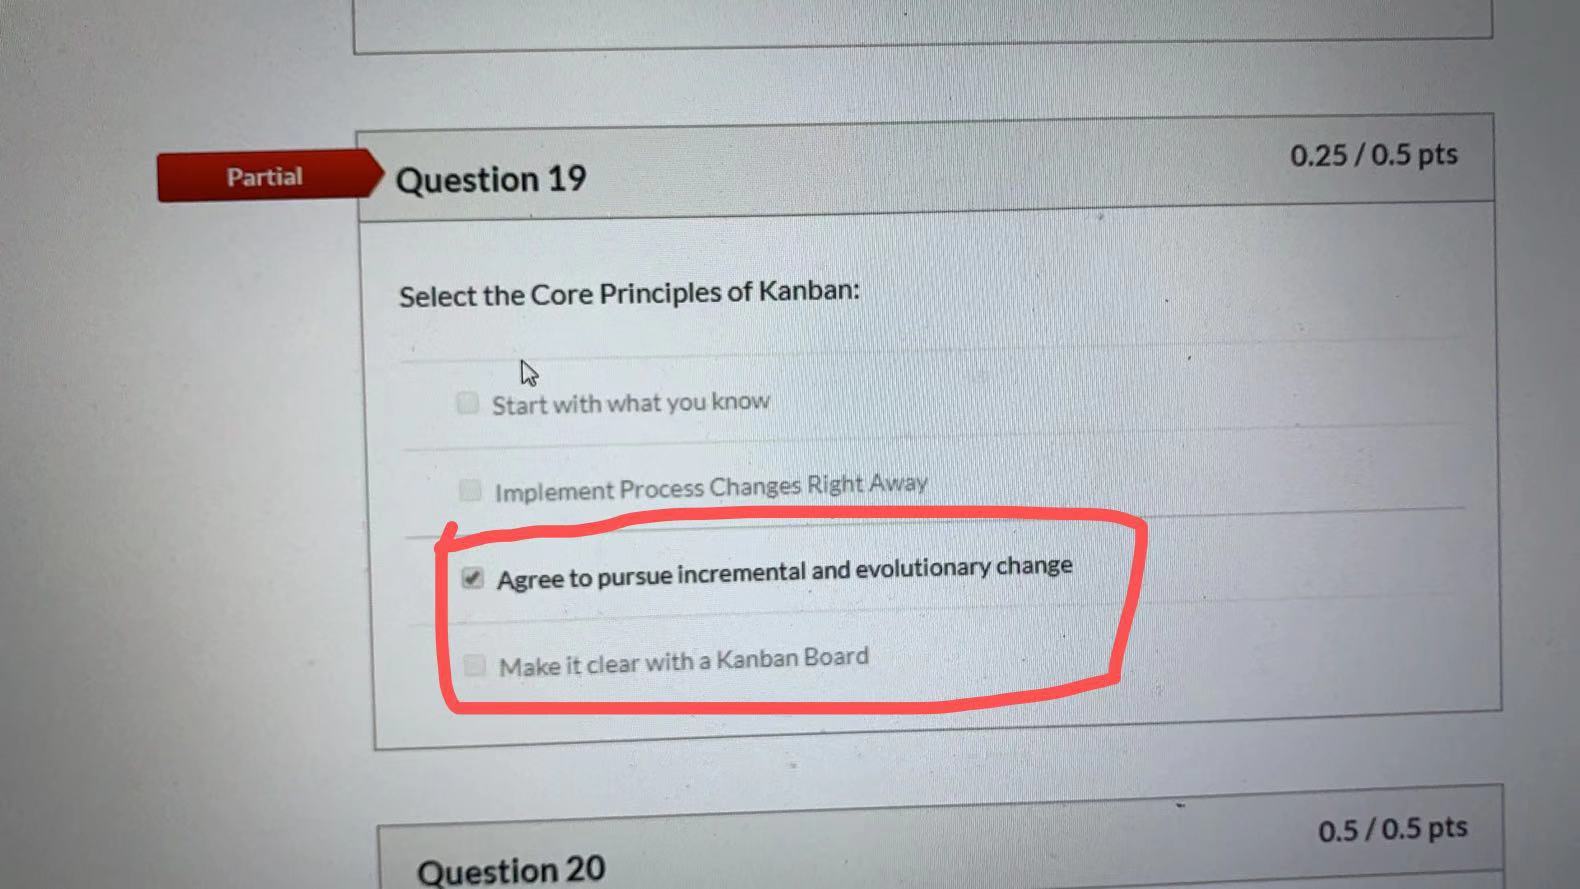 Partial
Question 19
0.25 / 0.5 pts
Select the Core Principles of Kanban:
Start with what you know
Implement Process Changes Right Away
Agree to pursue incremental and evolutionary change
Make it clear with a Kanban Board
Question 20
0.5 / 0.5 pts